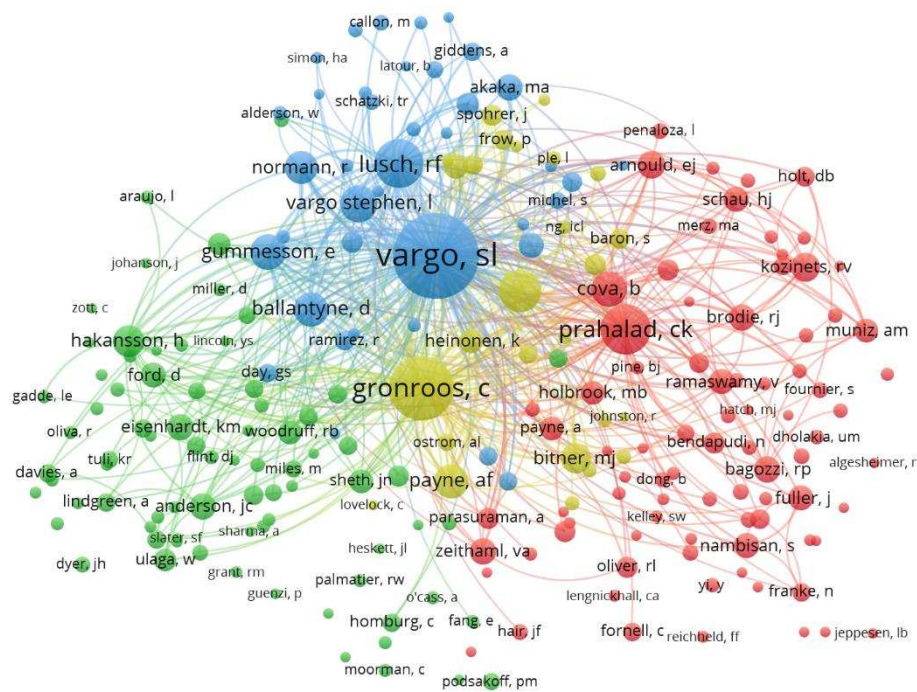 callon, m
giddens, a
simon, ha
latour, b
akaka, ma
schatzki, tr
alderson, w
spohrer, j
frow, p
penaloza, l
normann, r
lusch, rf
ple, l
arnould, ej
holt, db
araujo, l
vargo stephen, l
michel, s
schau, hj
merz, ma
ng, icl
gummesson, e
vargo, sl
baron, s
johanson, j
kozinets, rv
miller, d
cova, b
zott, c
ballantyne, d
brodie, rj
hakansson, h
lincoln, ys
ramirez, r
heinonen, k
prahalad, ck
muniz, am
day, gs
pine, bj
ford, d
gadde, le
gronroos, c
holbrook, mb
ramaswamy, v
fournier, s
oliva, r
eisenhardt, km
woodruff, rb
johnston, r
hatch, mj
payne, a
ostrom, al
bendapudi, n
dholakia, um
tuli, kr
flint, dj
bitner, mj
davies, a
miles, m
sheth, jn
payne, af
dong, b
bagozzi, rp
algesheimer, r
lindgreen, a
anderson, jc
lovelock, c
fuller, j
parasuraman, a
kelley, sw
slater, sf
sharma, a
ulaga, w
heskett, jl
zeithaml, va
nambisan, s
dyer, jh
grant, rm
palmatier, rw
oliver, rl
yi, y
guenzi, p
o'cass, a
lengnickhall, ca
franke, n
homburg, c
fang, e
hair, jf
fornell, c
reichheld, ff
jeppesen, lb
moorman, c
podsakoff, pm